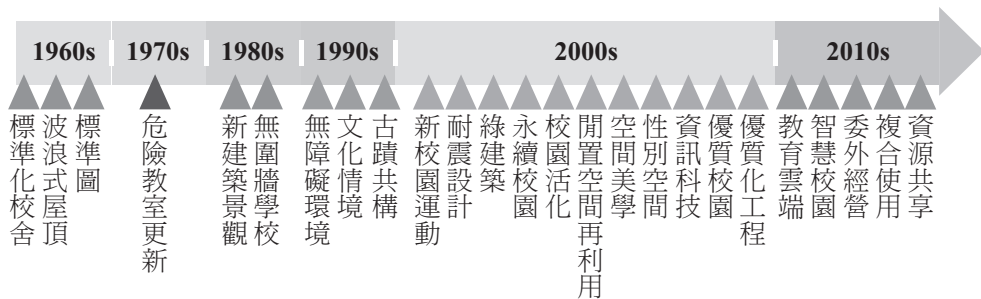 1960s
1970s
1980s
1990s
2000s
2010s
標準化校舍
波浪式屋頂
標準圖
危險教室更新
新建築景觀
無圍牆學校
無障礙環境
文化情境
古蹟共構
新校園運動
耐震設計
綠建築
永續校園
校園活化
閒置空間再利用
空間美學
性別空間
資訊科技
優質校園
優質化工程
教育雲端
智慧校園
委外經營
複合使用
資源共享